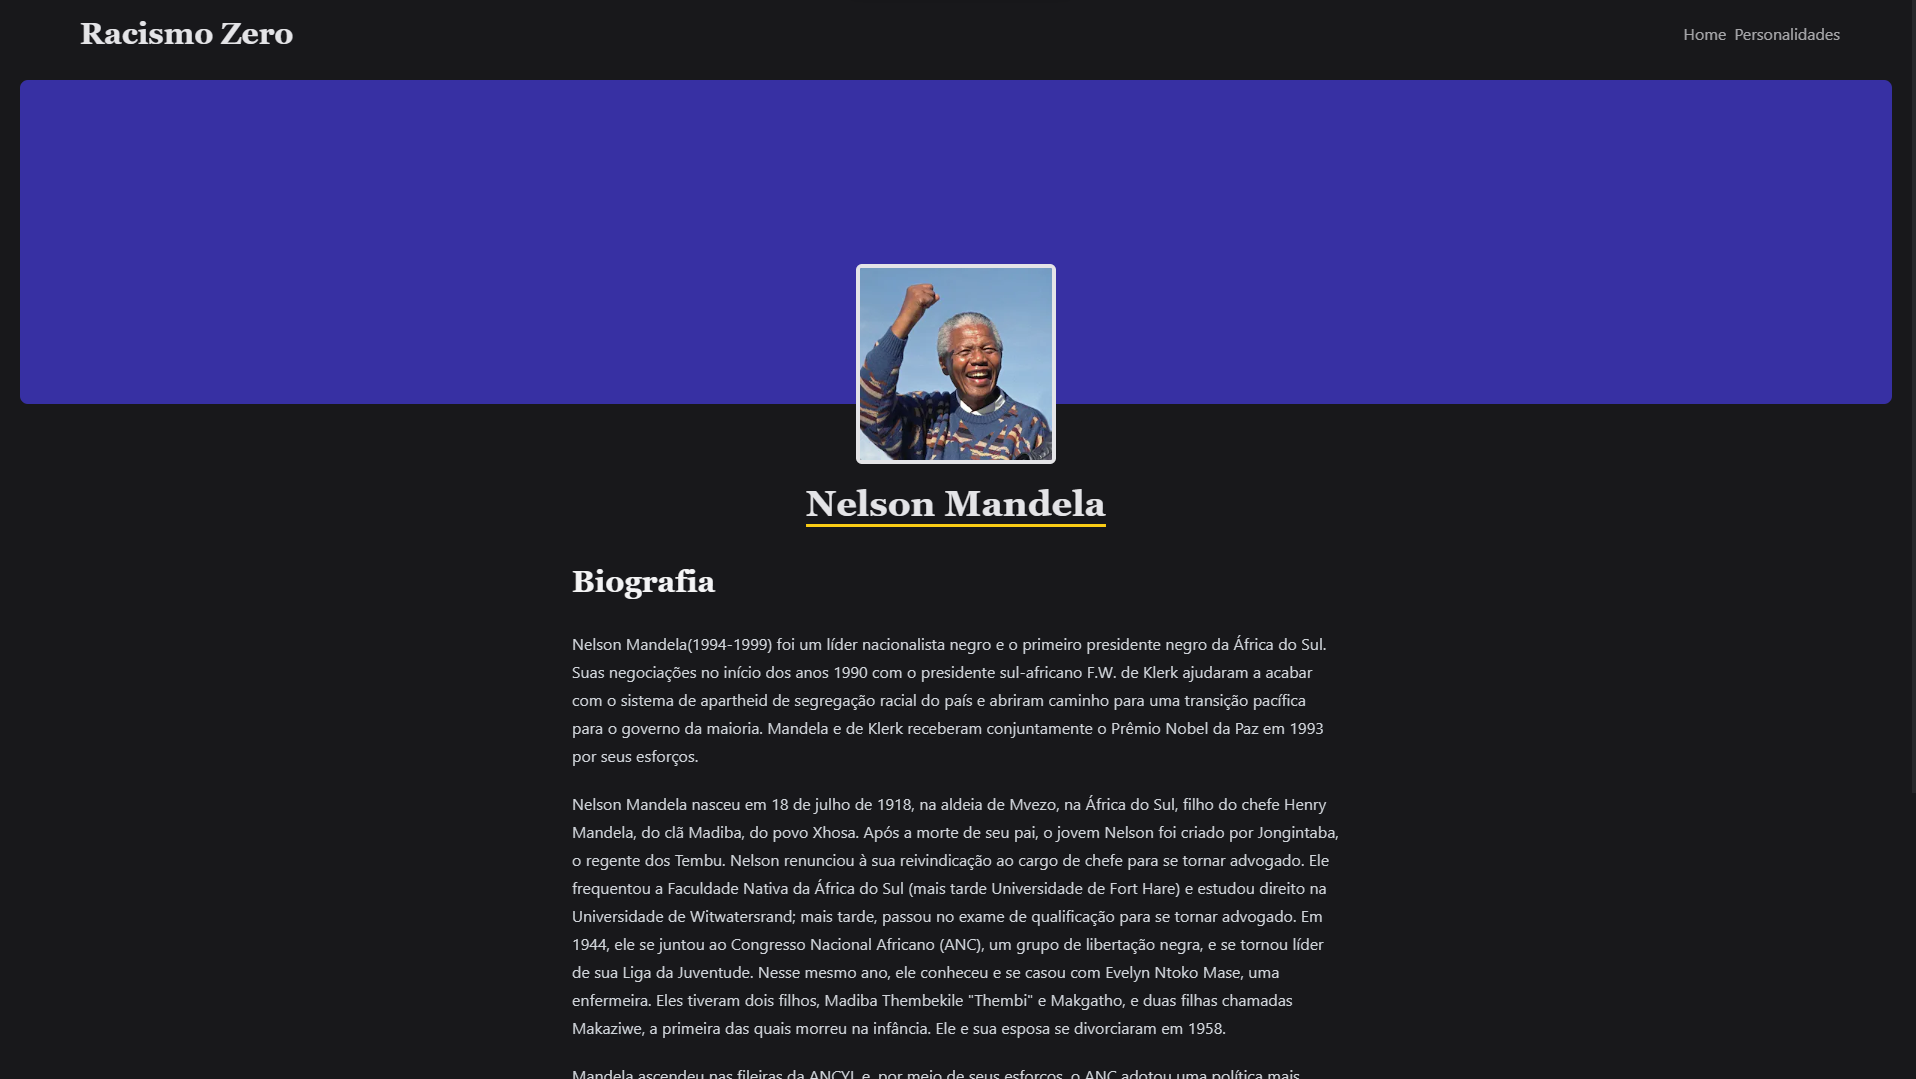 Racismo Zero
Home Personalidades
Nelson Mandela
Biografia
Nelson Mandela(1994-1999) foi um líder nacionalista negro e o primeiro presidente negro da África do Sul.
Suas negociações no início dos anos 1990 com o presidente sul-africano F.W. de Klerk ajudaram a acabar
com o sistema de apartheid de segregação racial do país e abriram caminho para uma transição pacífica
para o governo da maioria. Mandela e de Klerk receberam conjuntamente o Prêmio Nobel da Paz em 1993
por seus esforços.
Nelson Mandela nasceu em 18 de julho de 1918, na aldeia de Mvezo, na África do Sul, filho do chefe Henry
Mandela, do clã Madiba, do povo Xhosa. Após a morte de seu pai, o jovem Nelson foi criado por Jongintaba,
o regente dos Tembu. Nelson renunciou à sua reivindicação ao cargo de chefe para se tornar advogado. Ele
frequentou a Faculdade Nativa da África do Sul (mais tarde Universidade de Fort Hare) e estudou direito na
Universidade de Witwatersrand; mais tarde, passou no exame de qualificação para se tornar advogado. Em
1944, ele se juntou ao Congresso Nacional Africano (ANC), um grupo de libertação negra, e se tornou líder
de sua Liga da Juventude. Nesse mesmo ano, ele conheceu e se casou com Evelyn Ntoko Mase, uma
enfermeira. Eles tiveram dois filhos, Madiba Thembekile "Thembi" e Makgatho, e duas filhas chamadas
Makaziwe, a primeira das quais morreu na infância. Ele e sua esposa se divorciaram em 1958.
Mandela ascendeu nas fileiras da ANCYL e, por meio de seus esforços, o ANC adotou uma política mais